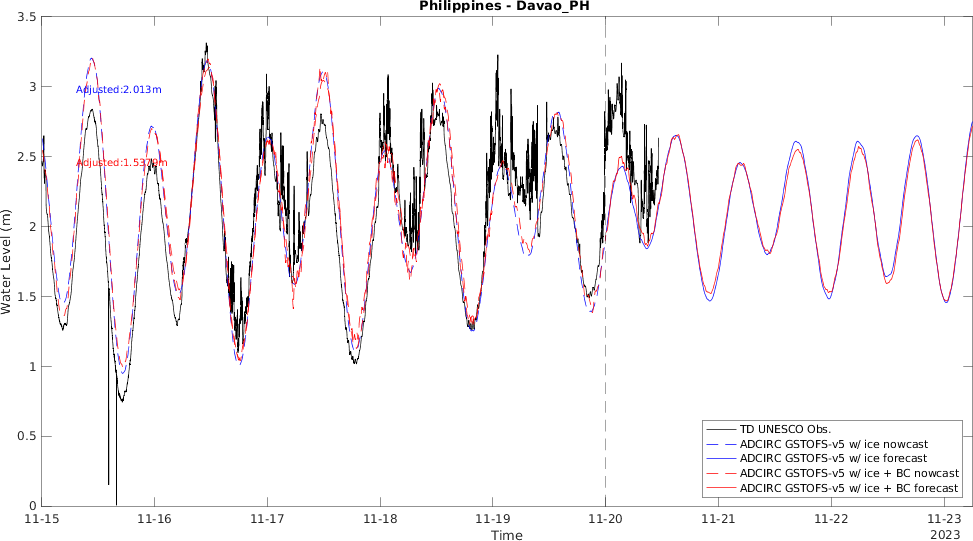 Philippines - Davao_PH
3.5
3
2.5
2
1.5
1
0.5
0
Water Level (m)
Adjusted:2.013m
Adjusted:1.5379m
11-15
11-16
11-17
11-18
11-19
11-20
11-21
11-22
11-23
2023
Time
TD UNESCO Obs.
ADCIRC GSTOFS-v5 w/ ice nowcast
ADCIRC GSTOFS-v5 w/ ice forecast
ADCIRC GSTOFS-v5 w/ ice + BC nowcast
ADCIRC GSTOFS-v5 w/ ice + BC forecast